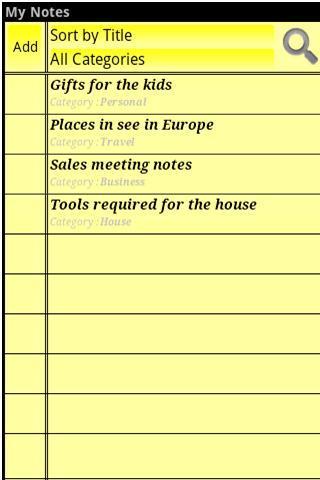 My Notes
Add
Sort by Title
All Categories
Gifts for the kids
Category : Personal
Places in see in Europe
Category : Travel
Sales meeting notes
Category : Business
Tools required for the house
Category : House